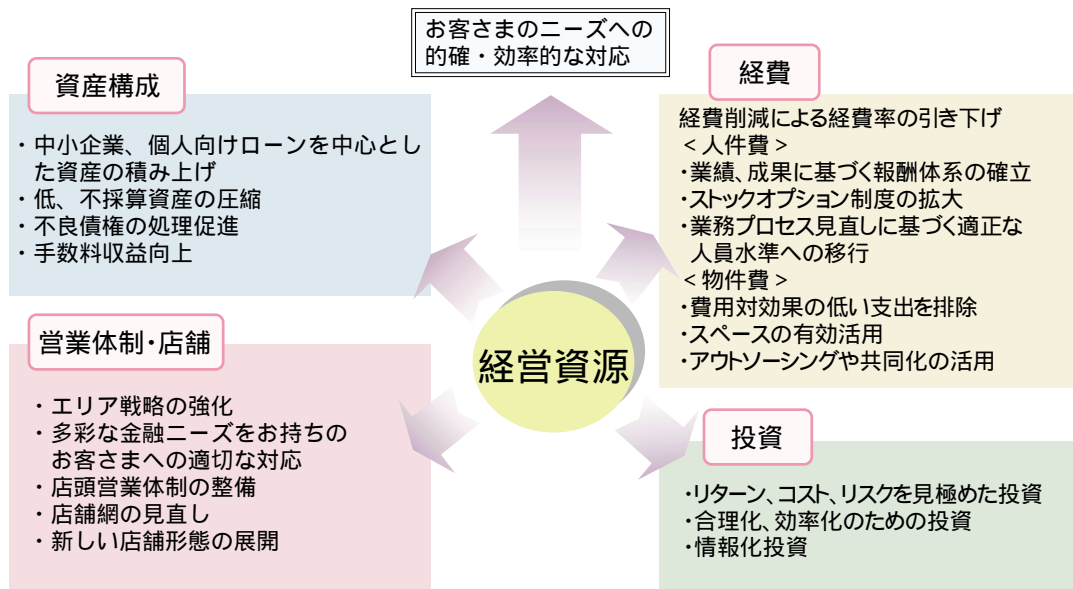 お客さまのニーズへの
的確・効率的な対応
資産構成
・中小企業、個人向けローンを中心とし
た資産の積み上げ
・低、不採算資産の圧縮
・不良債権の処理促進
・手数料収益向上
経費
経費削減による経費率の引き下げ
<人件費>
・業績、成果に基づく報酬体系の確立
・ストックオプション制度の拡大
・業務プロセス見直しに基づく適正な
人員水準への移行
<物件費>
・費用対効果の低い支出を排除
・スペースの有効活用
・アウトソーシングや共同化の活用
経営資源
営業体制・店舗
・エリア戦略の強化
・多彩な金融ニーズをお持ちの
お客さまへの適切な対応
・店頭営業体制の整備
・店舗網の見直し
・新しい店舗形態の展開
投資
・リターン、コスト、リスクを見極めた投資
・合理化、効率化のための投資
・情報化投資